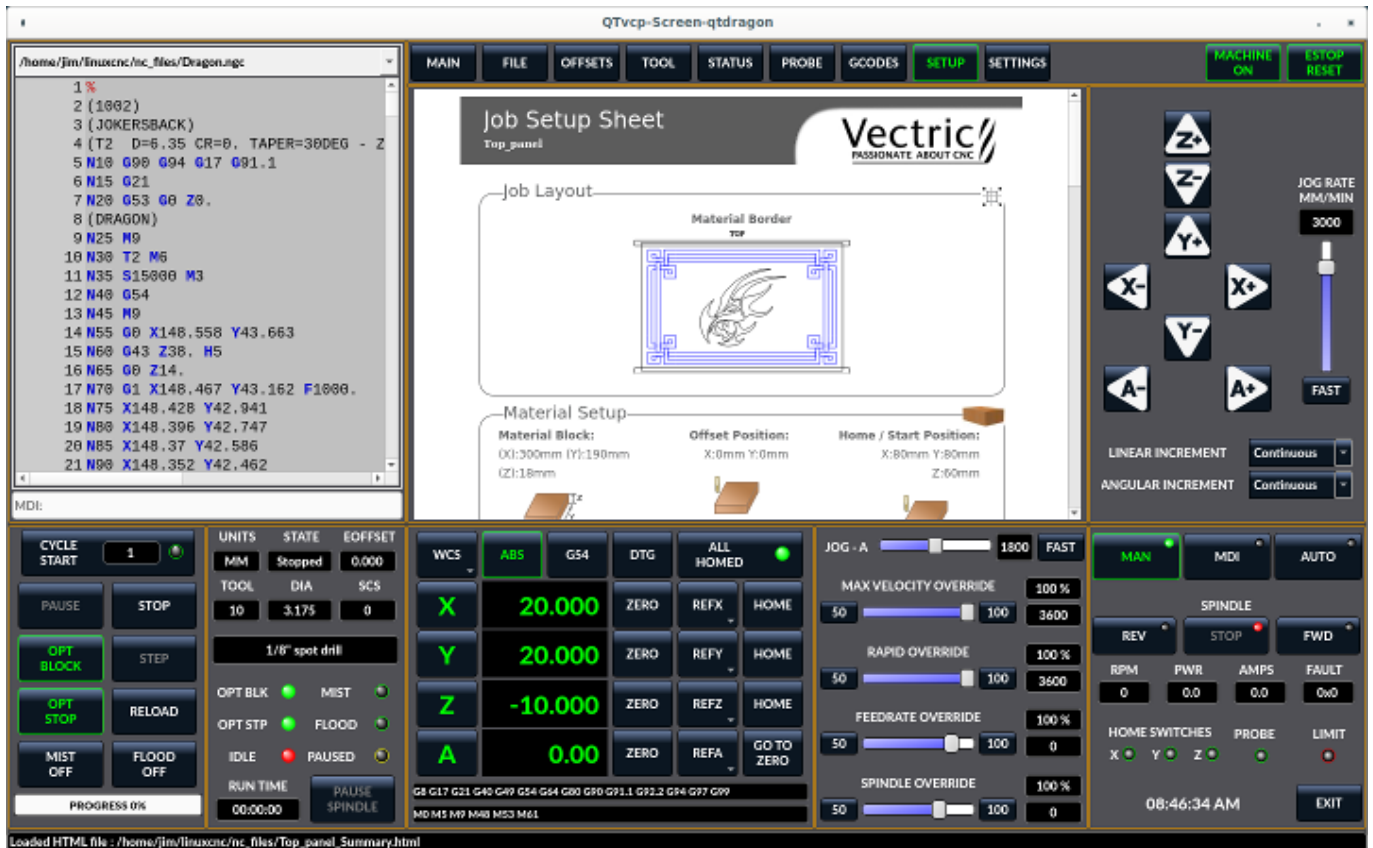 QTvcp-Screen-qtdragon
/home/jim/linuxcnc/nc_files/Dragon.ngc
1 %
2 (1002)
3 (JOKERSBACK)
4 (T2 D=6.35 CR=0. TAPER=30DEG - Z
5 N10 G90 G94 G17 G91.1
6 N15 G21
7 N20 G53 G0 Z0.
8 (DRAGON)
9 N25 M9
10 N30 T2 M6
11 N35 S15000 M3
12 N40 G54
13 N45 M9
14 N55 G0 X148.558 Y43.663
15 N60 G43 Z38. H5
16 N65 G0 Z14.
17 N70 G1 X148.467 Y43.162 F1000.
18 N75 X148.428 Y42.941
19 N80 X148.396 Y42.747
20 N85 X148.37 Y42.586
21 N90 X148.352 Y42.462
MDI:
MAIN FILE OFFSETS TOOL STATUS PROBE GCODES SETUP SETTINGS
MACHINE ON
ESTOP RESET
Job Setup Sheet
Top_panel
Vectric
PASSIONATE ABOUT CNC
Job Layout
Material Border
TOP
Material Setup
Material Block: Offset Position: Home / Start Position:
(X):300mm (Y):190mm X:0mm Y:0mm X:80mm Y:80mm
(Z):18mm Z:60mm
Z
Y
Z+
Z-
Y+
X- X+
Y-
A- A+
JOG RATE
MM/MIN
3000
FAST
LINEAR INCREMENT Continuous
ANGULAR INCREMENT Continuous
CYCLE START 1
PAUSE STOP
OPT BLOCK STEP
OPT STOP RELOAD
MIST OFF FLOOD OFF
PROGRESS 0%
UNITS STATE EOFFSET
MM Stopped 0.000
TOOL DIA SCS
10 3.175 0
1/8" spot drill
OPT BLK MIST
OPT STP FLOOD
IDLE PAUSED
RUN TIME
00:00:00
PAUSE SPINDLE
WCS ABS G54 DTG ALL HOMED
X 20.000 ZERO REFX HOME
Y 20.000 ZERO REFY HOME
Z -10.000 ZERO REFZ HOME
A 0.00 ZERO REFA GO TO ZERO
G8 G17 G21 G40 G49 G54 G64 G80 G90 G91.1 G92.2 G94 G97 G99
M0 M5 M9 M48 M53 M61
JOG - A 1800 FAST
MAX VELOCITY OVERRIDE 100 %
50 100 3600
RAPID OVERRIDE 100 %
50 100 3600
FEEDRATE OVERRIDE 100 %
50 100 0
SPINDLE OVERRIDE 100 %
50 100 0
MAN MDI AUTO
SPINDLE
REV STOP FWD
RPM PWR AMPS FAULT
0 0.0 0.0 0x0
HOME SWITCHES PROBE LIMIT
X Y Z
08:46:34 AM EXIT
Loaded HTML file : /home/jim/linuxcnc/nc_files/Top_panel_Summary.html